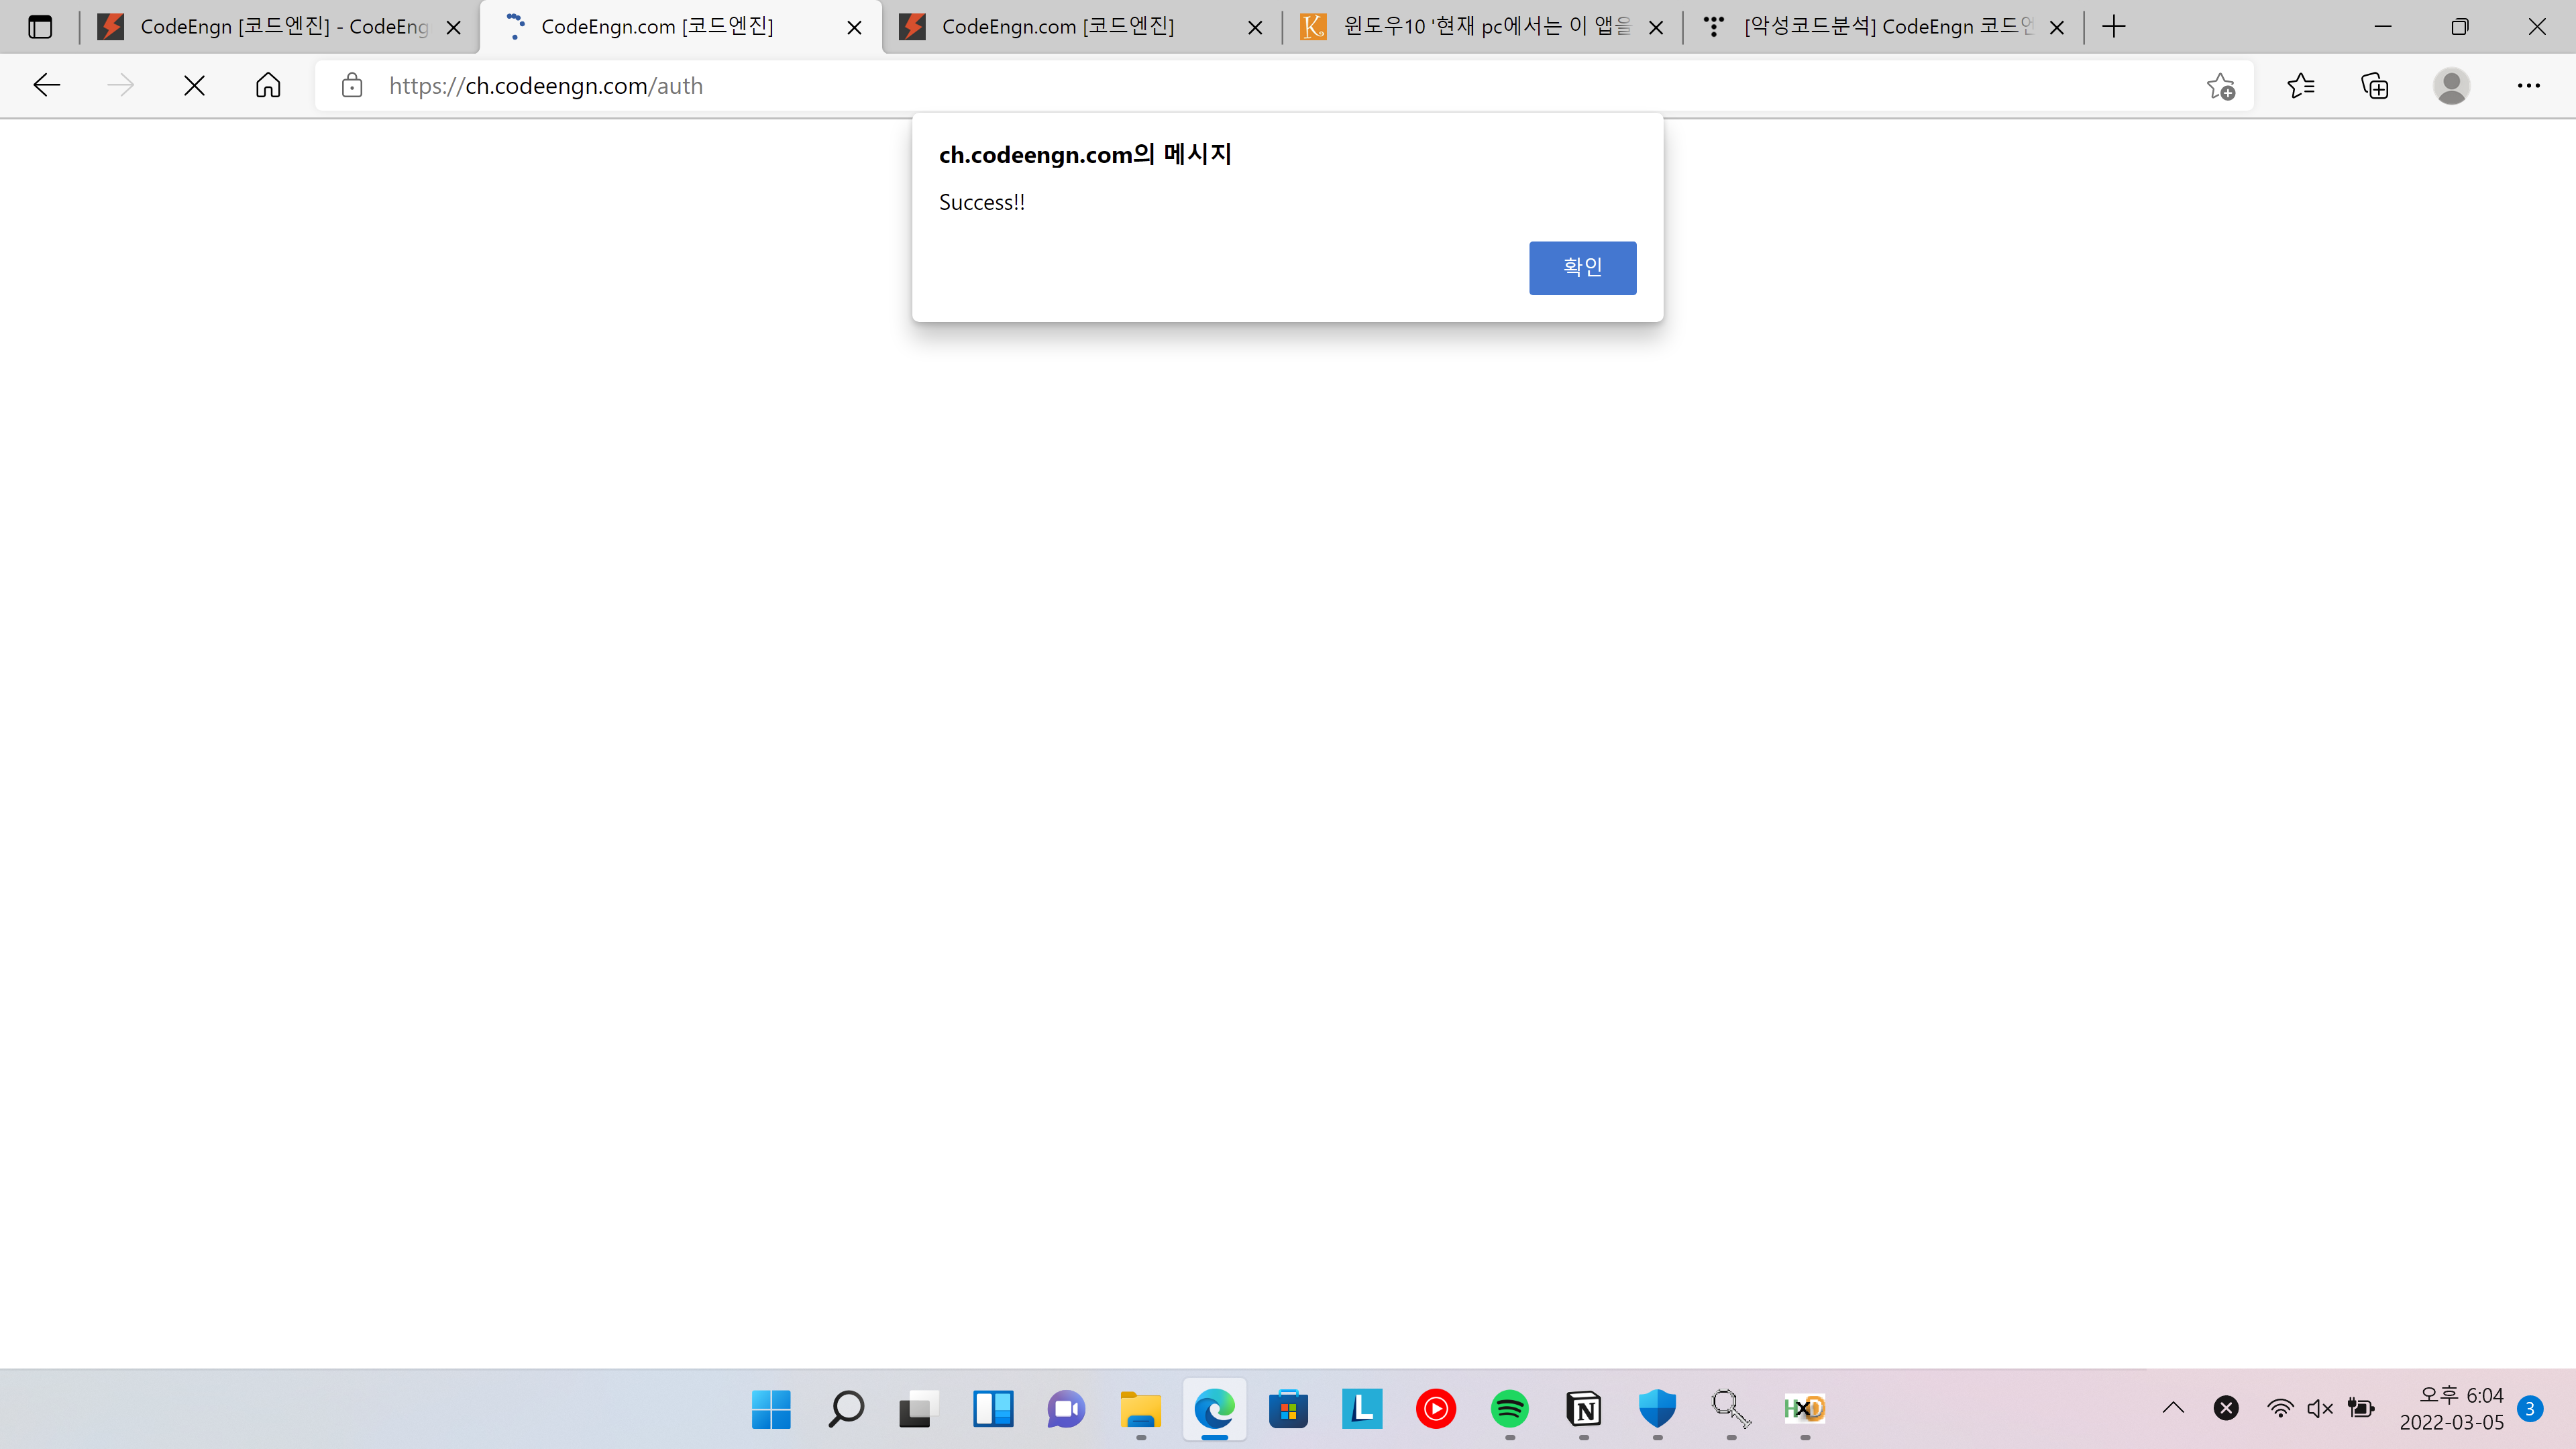 CodeEngn [코드엔진] - CodeEng
CodeEngn.com [코드엔진]
CodeEngn.com [코드엔진]
윈도우10 '현재 pc에서는 이 앱을
[악성코드분석] CodeEngn 코드
https://ch.codeengn.com/auth
ch.codeengn.com의 메시지
Success!!
확인
L
N
HxD
오후 6:04
2022-03-05
3